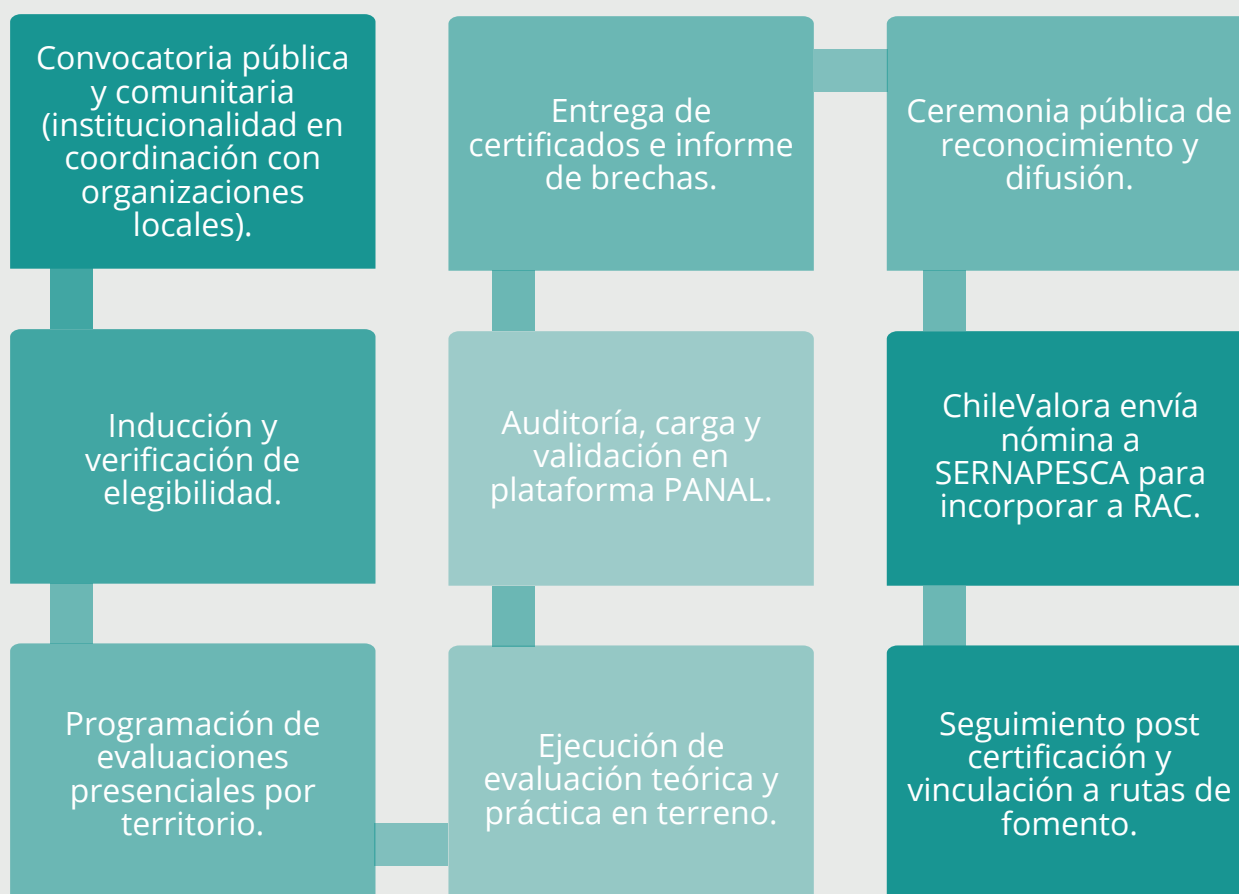 Convocatoria pública
y comunitaria
(institucionalidad en
coordinación con
organizaciones
locales).
Inducción y
verificación de
elegibilidad.
Programación de
evaluaciones
presenciales por
territorio.
Ejecución de
evaluación teórica y
práctica en terreno.
Auditoría, carga y
validación en
plataforma PANAL.
Entrega de
certificados e informe
de brechas.
Ceremonia pública de
reconocimiento y
difusión.
ChileValora envía
nómina a
SERNAPESCA para
incorporar a RAC.
Seguimiento post
certificación y
vinculación a rutas de
fomento.